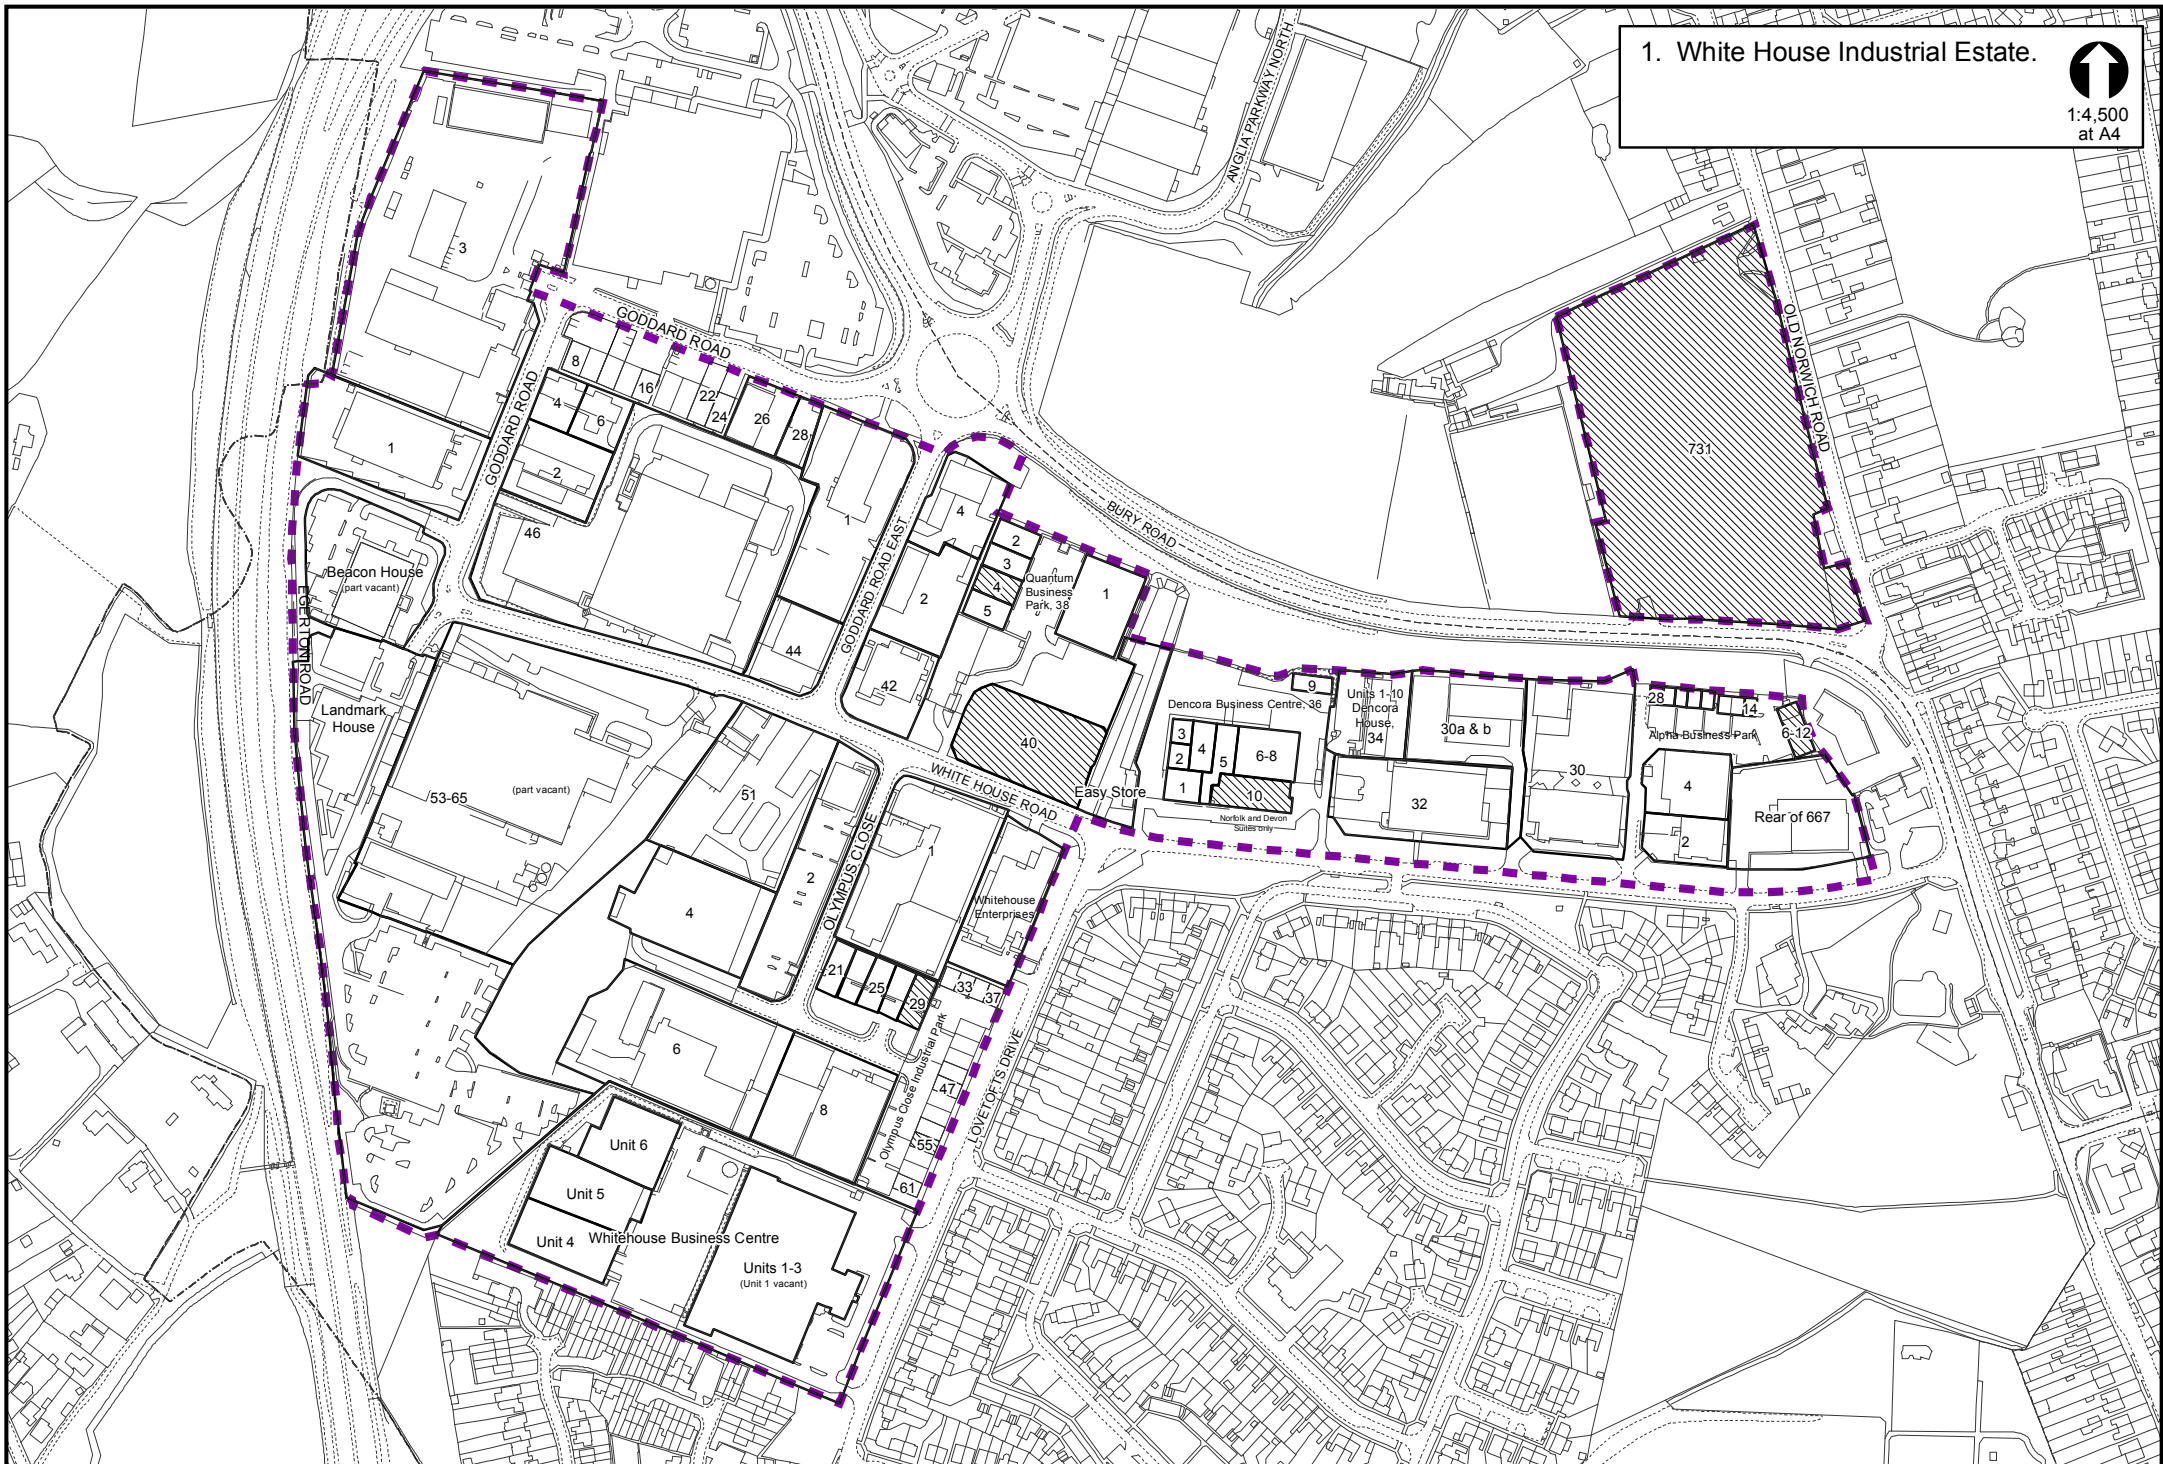 1. White House Industrial Estate.
1:4,500
at A4
ANGLIA PARKWAY NORTH
3
GODDARD ROAD
OLD NORWICH ROAD
731
8
16
22
24
26
28
GODDARD ROAD
4
6
2
1
46
1
GODDARD ROAD EAST
4
2
BURY ROAD
2
3
4
5
Quantum
Business
Park, 38
1
Beacon House
(part vacant)
EGERTON ROAD
44
42
Landmark
House
40
WHITE HOUSE ROAD
Easy Store
9
Dencora Business Centre, 36
3
2
1
4
5
6-8
10
Norfolk and Devon
Suites only
Units 1-10
Dencora
House,
34
30a & b
32
30
28
14
Alpha Business Park
6-12
4
2
Rear of 667
53-65
(part vacant)
51
OLYMPUS CLOSE
2
1
Whitehouse
Enterprises
4
21
25
29
33
37
Olympus Close Industrial Park
LOVETOFTS DRIVE
6
8
47
55
61
Unit 6
Unit 5
Unit 4
Whitehouse Business Centre
Units 1-3
(Unit 1 vacant)